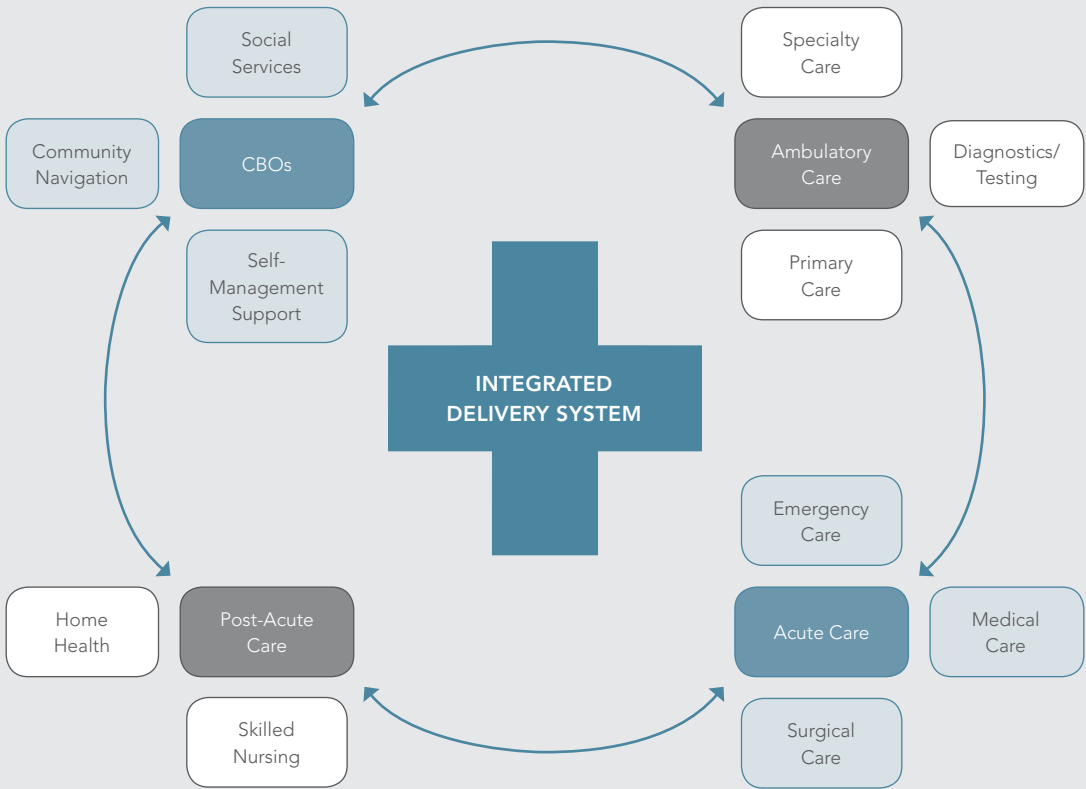 Social
Services
Community
Navigation
CBOs
Self-
Management
Support
Specialty
Care
Ambulatory
Care
Diagnostics/
Testing
Primary
Care
INTEGRATED
DELIVERY SYSTEM
Home
Health
Post-Acute
Care
Skilled
Nursing
Emergency
Care
Acute Care
Medical
Care
Surgical
Care